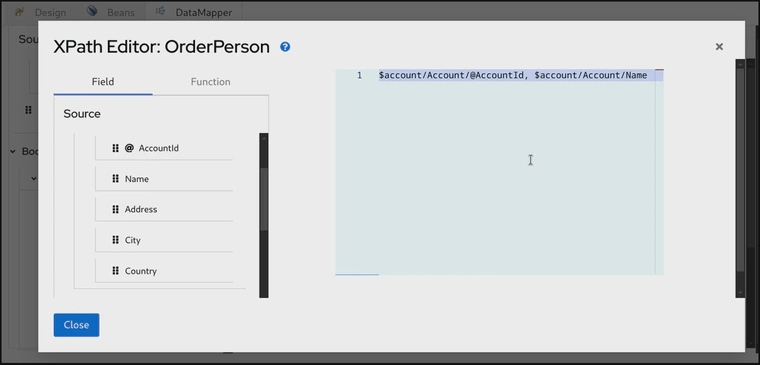 Design
Beans
DataMapper
Sou
XPath Editor: OrderPerson
Field
Function
1 $account/Account/@AccountId, $account/Account/Name
Source
@ AccountId
Name
Address
City
Country
Boo
Close